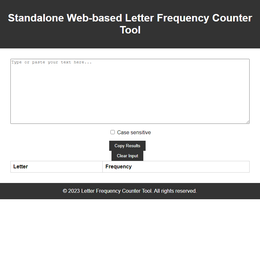 Standalone Web-based Letter Frequency Counter
Tool
Type or paste your text here...
Case sensitive
Copy Results
Clear Input
Letter Frequency
© 2023 Letter Frequency Counter Tool. All rights reserved.